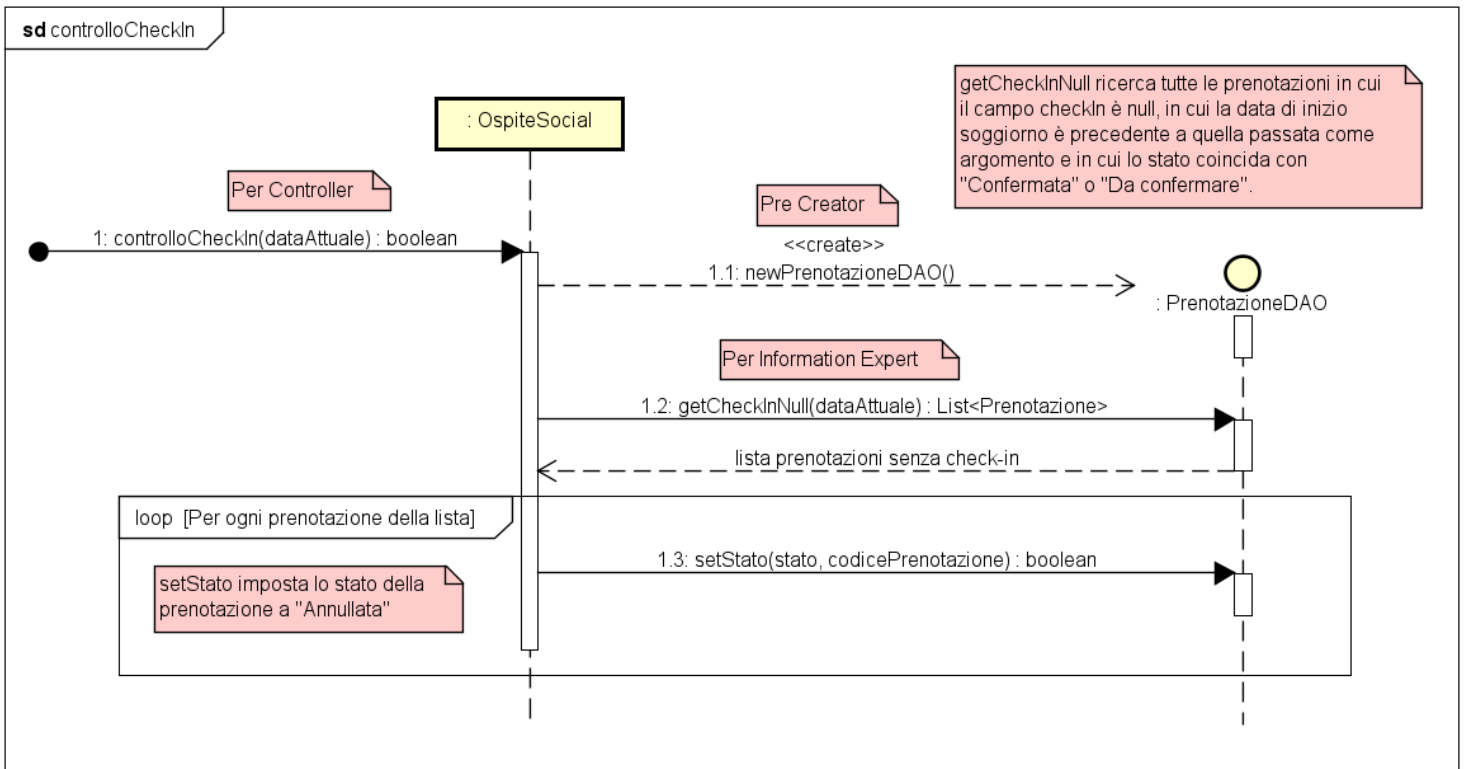 sd controlloCheckIn
getCheckInNull ricerca tutte le prenotazioni in cui
il campo checkIn è null, in cui la data di inizio
soggiorno è precedente a quella passata come
argomento e in cui lo stato coincida con
"Confermata" o "Da confermare".
: OspiteSocial
Per Controller
Pre Creator
1: controlloCheckIn(dataAttuale) : boolean
<<create>>
1.1: newPrenotazioneDAO()
: PrenotazioneDAO
Per Information Expert
1.2: getCheckInNull(dataAttuale) : List<Prenotazione>
lista prenotazioni senza check-in
loop [Per ogni prenotazione della lista]
1.3: setStato(stato, codicePrenotazione) : boolean
setStato imposta lo stato della
prenotazione a "Annullata"